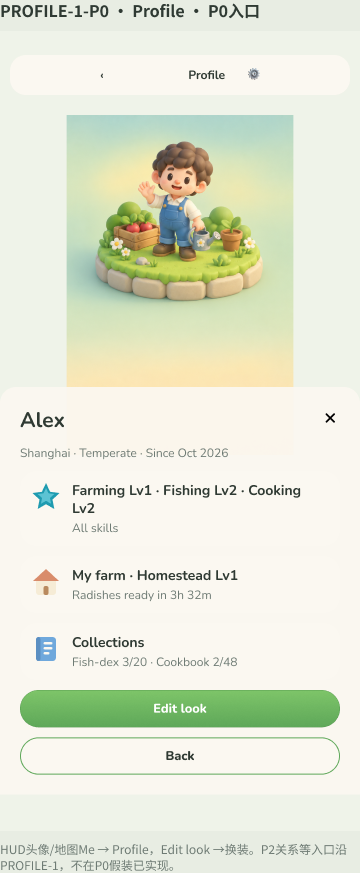 PROFILE-1-P0 • Profile • P0入口
‹ Profile
Alex ×
Shanghai · Temperate · Since Oct 2026
Farming Lv1 · Fishing Lv2 · Cooking
Lv2
All skills
My farm · Homestead Lv1
Radishes ready in 3h 32m
Collections
Fish-dex 3/20 · Cookbook 2/48
Edit look
Back
HUD头像/地图Me → Profile，Edit look →换装。P2关系等入口沿
PROFILE-1，不在P0假装已实现。